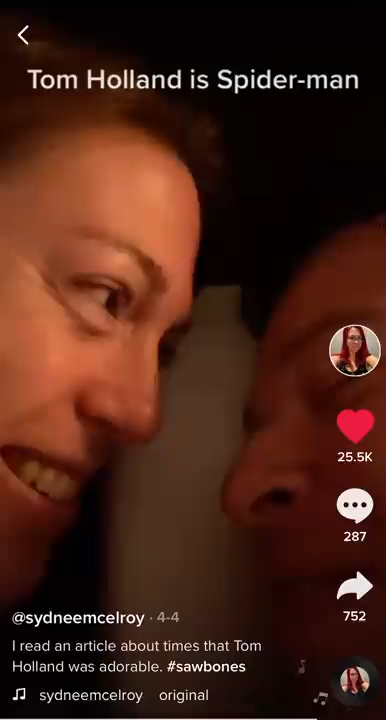 Tom Holland is Spider-man
25.5K
287
752
@sydneemcelroy · 4-4
I read an article about times that Tom
Holland was adorable. #sawbones
sydneemcelroy original